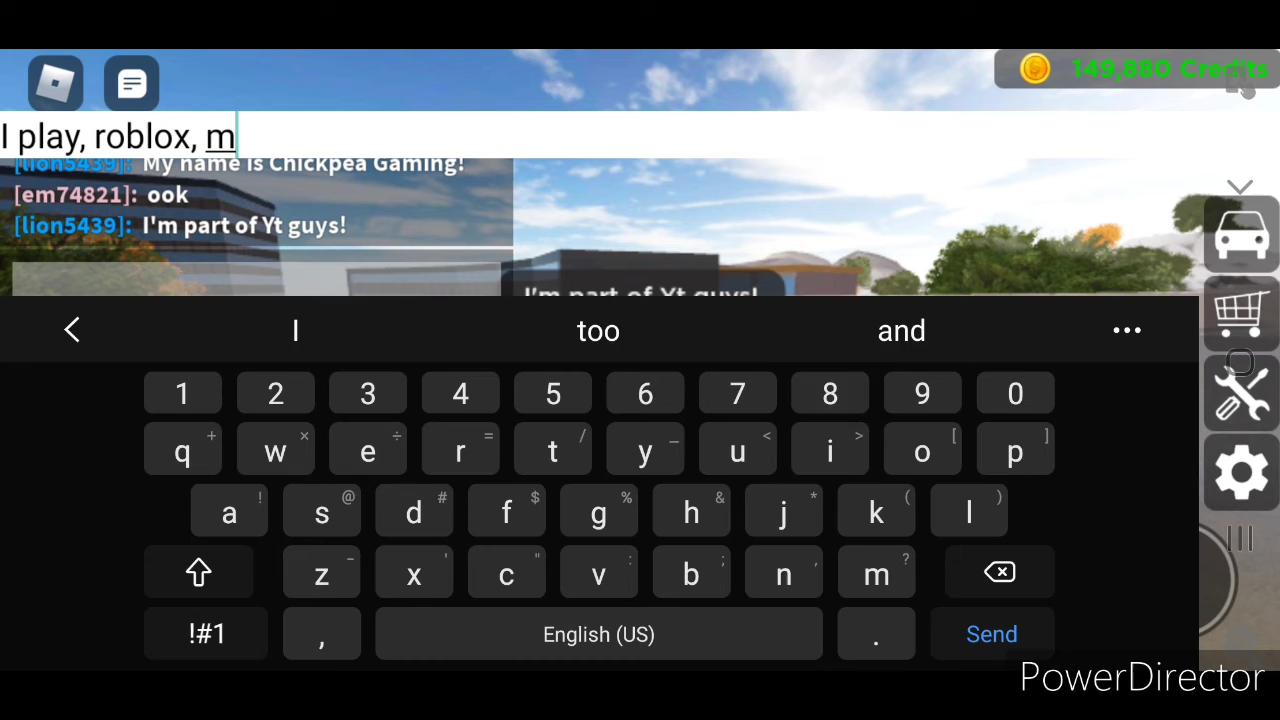 149,880 Credits
I play, roblox, m
[lion5439]: My name is Chickpea Gaming!
[em74821]: ook
[lion5439]: I'm part of Yt guys!
I'm part of Yt guys!
I too and •••
1 2 3 4 5 6 7 8 9 0
+ × ÷ = / _ < > [ ]
q w e r t y u i o p
! @ # $ % & * ( )
a s d f g h j k l
- ' " : ; , ?
z x c v b n m
!#1 , English (US) . Send
PowerDirector